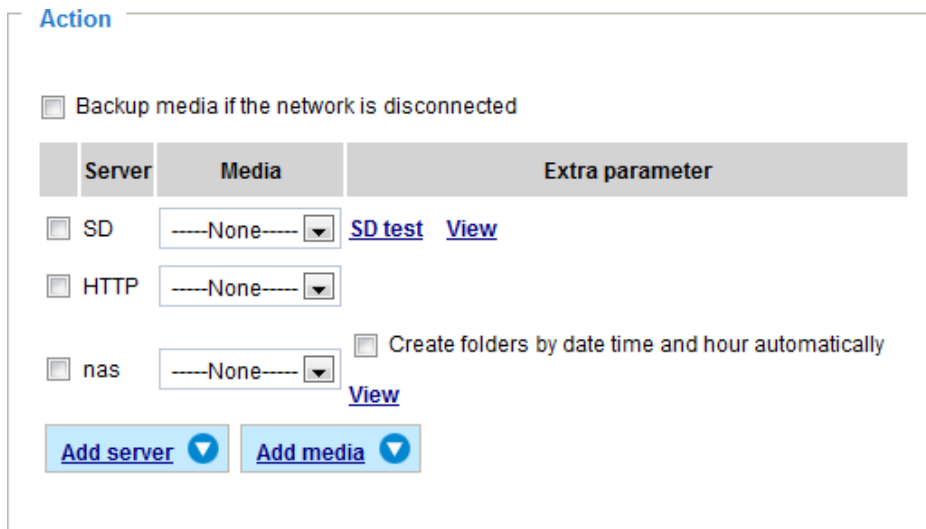 Action
Backup media if the network is disconnected
Server Media Extra parameter
SD -----None----- SD test View
HTTP -----None-----
nas -----None----- Create folders by date time and hour automatically
View
Add server Add media